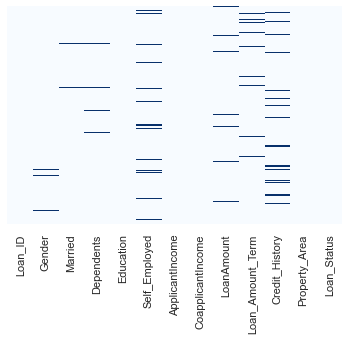 Loan_ID
Gender
Married
Dependents
Education
Self_Employed
ApplicantIncome
CoapplicantIncome
LoanAmount
Loan_Amount_Term
Credit_History
Property_Area
Loan_Status